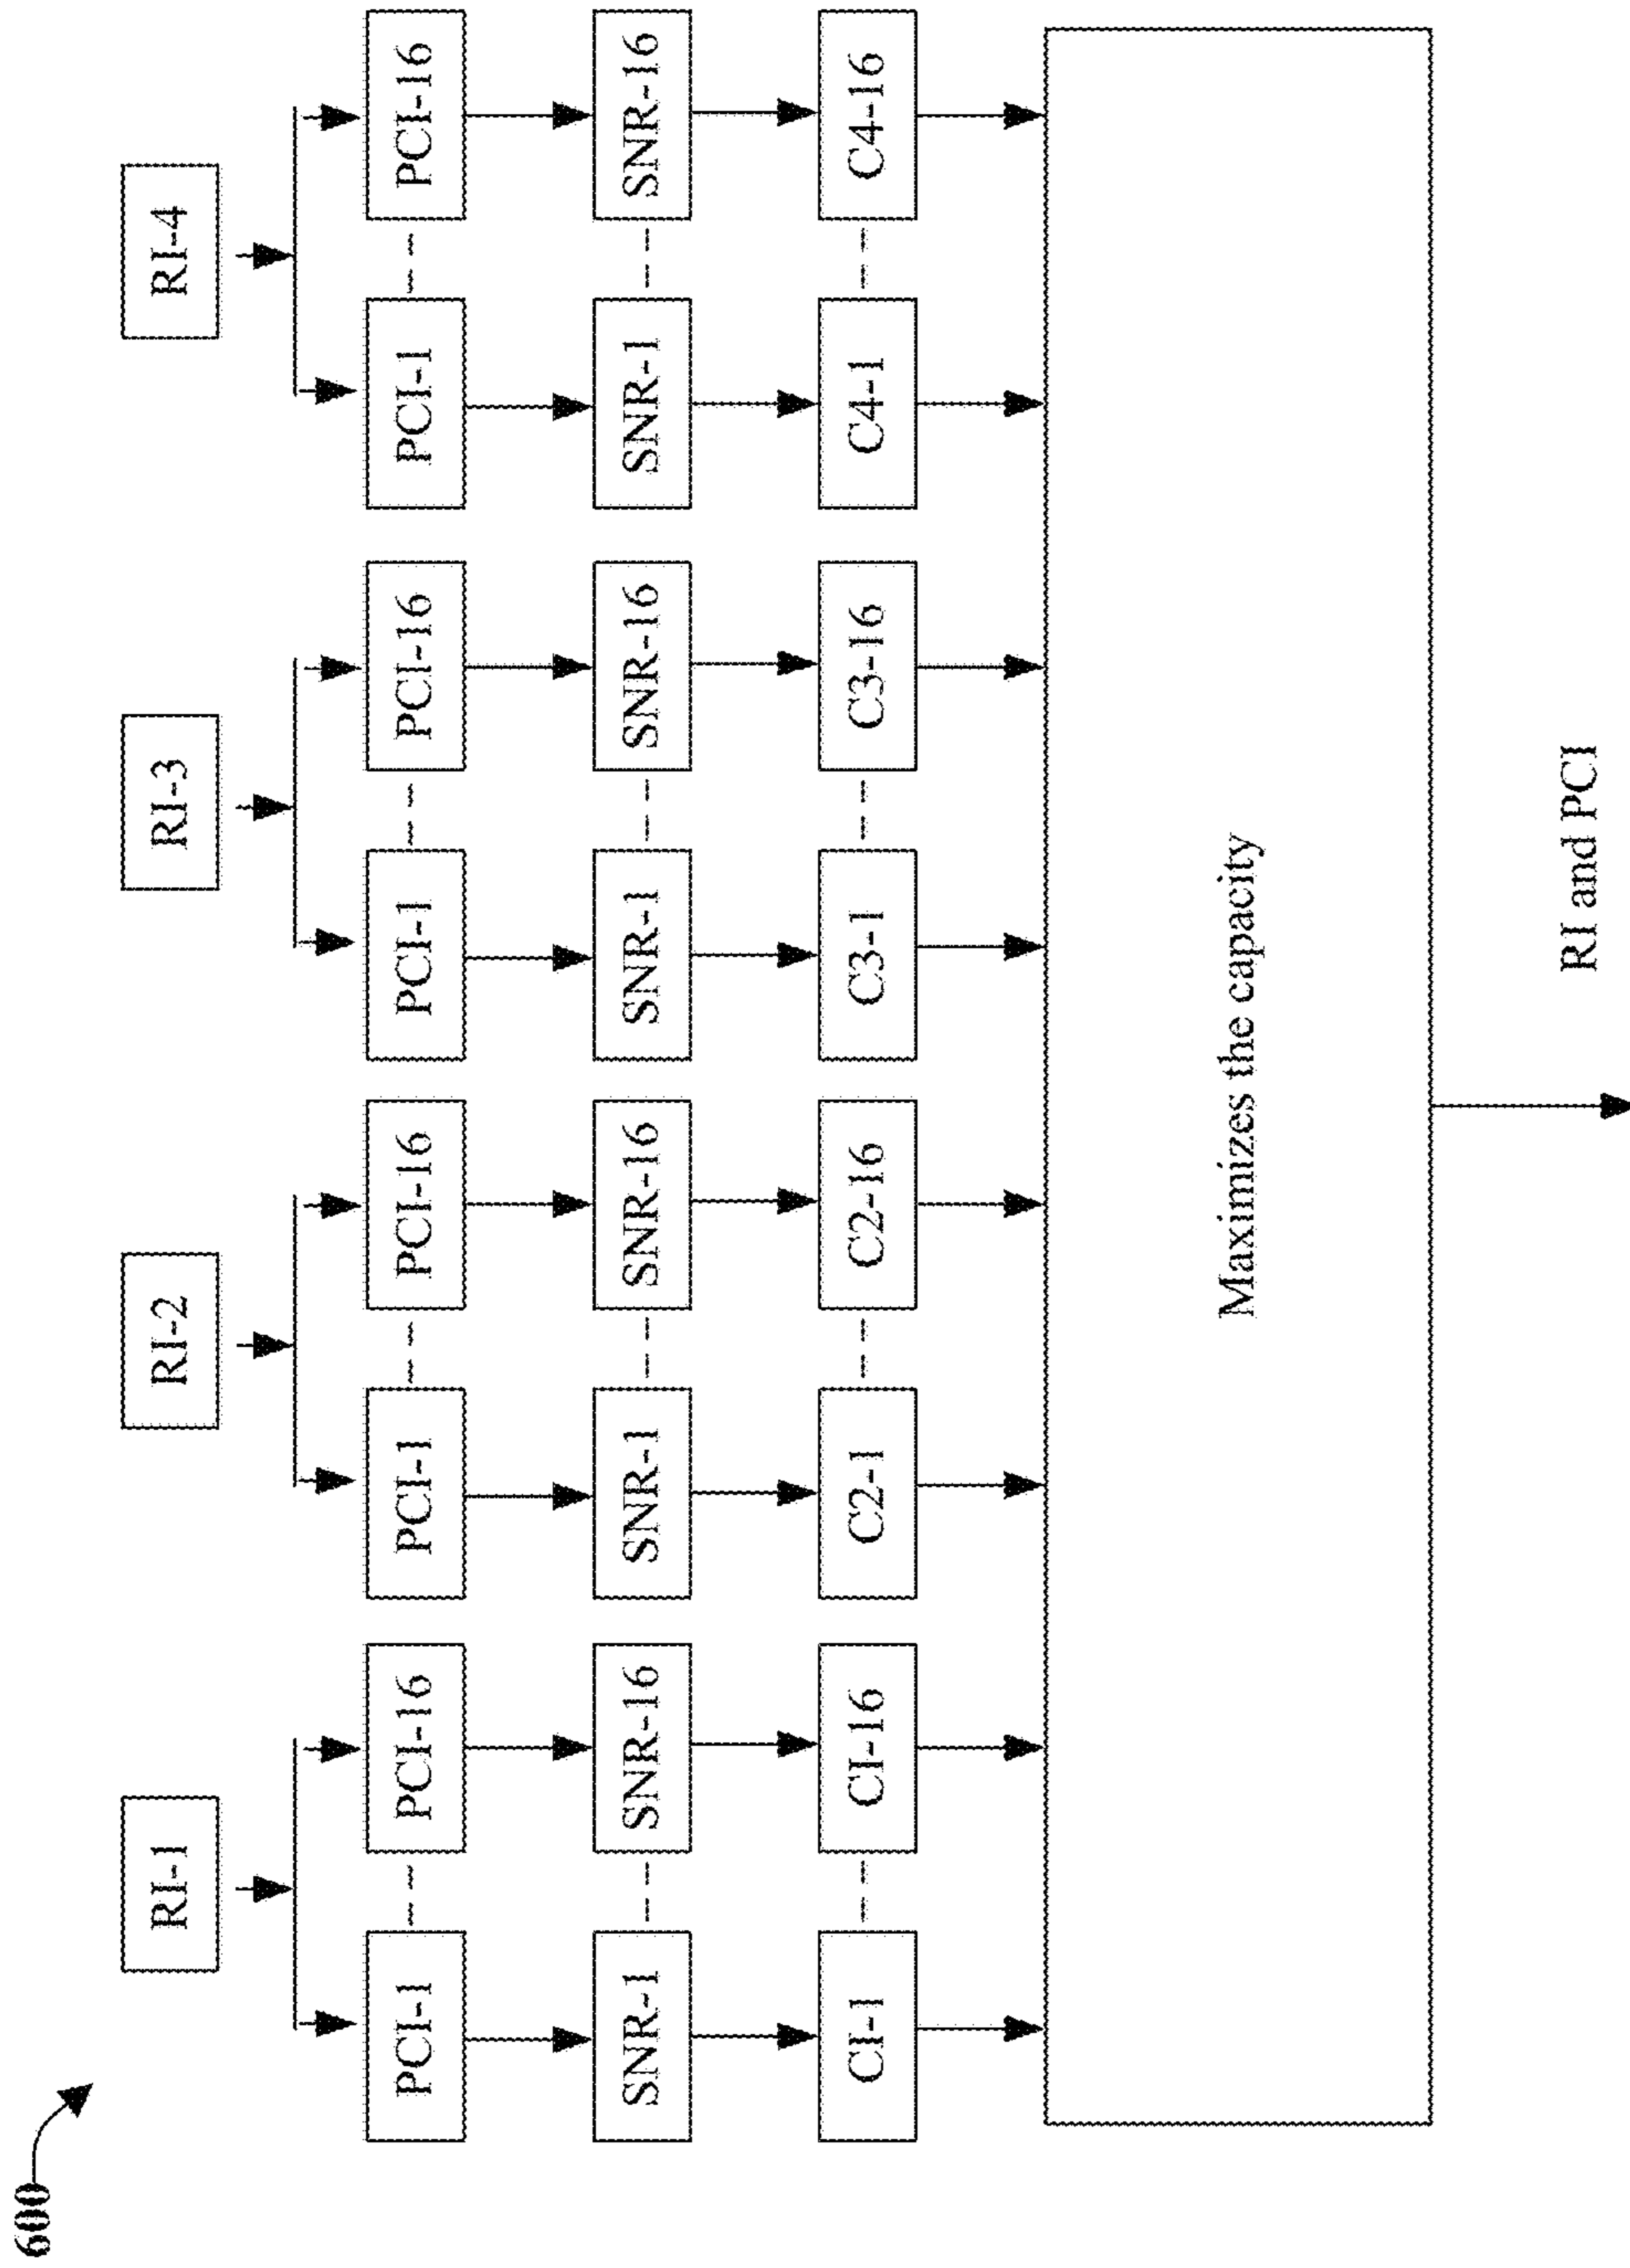 600
RI-1
RI-2
RI-3
RI-4
PCI-1
PCI-16
PCI-1
PCI-16
PCI-1
PCI-16
PCI-1
PCI-16
SNR-1
SNR-16
SNR-1
SNR-16
SNR-1
SNR-16
SNR-1
SNR-16
CI-1
CI-16
C2-1
C2-16
C3-1
C3-16
C4-1
C4-16
Maximizes the capacity
RI and PCI